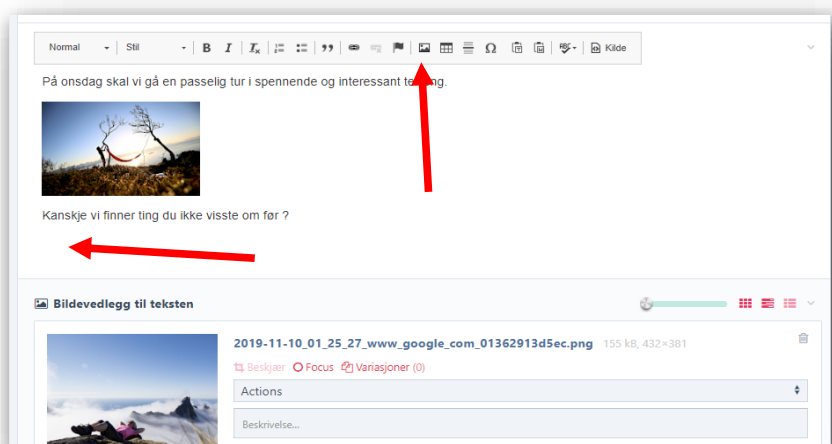 Normal Stil B I Tx Ω ABC Kilde
På onsdag skal vi gå en passelig tur i spennende og interessant
Kanskje vi finner ting du ikke visste om før ?
Bildevedlegg til teksten
2019-11-10_01_25_27_www_google_com_01362913d5ec.png 155 kB, 432×381
Beskjær Focus Variasjoner (0)
Actions
Beskrivelse...